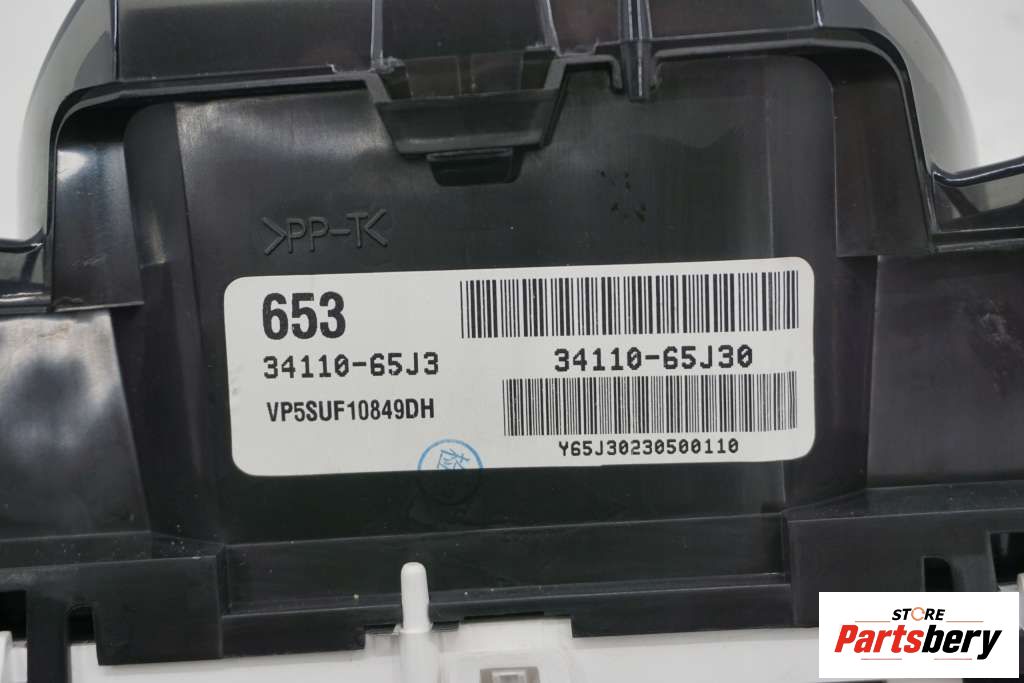 >PP-T<
653
34110-65J3
34110-65J30
VP5SUF10849DH
Y65J30230500110
STORE
Partsbery